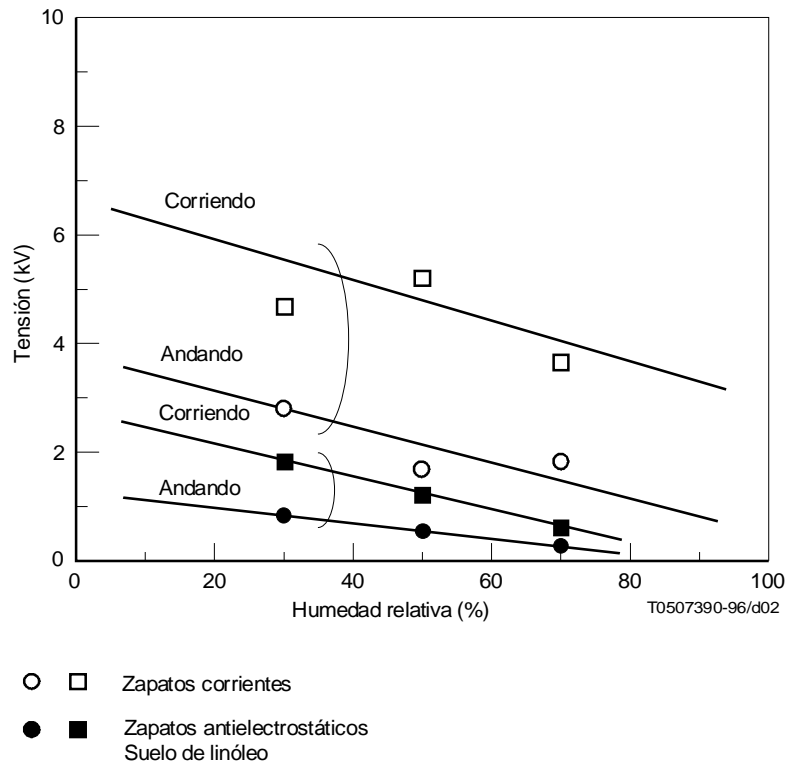 10
8
6
4
2
0
Tensión (kV)
Corriendo
Andando
Corriendo
Andando
0 20 40 60 80 100
Humedad relativa (%)
T0507390-96/d02
Zapatos corrientes
Zapatos antielectrostáticos
Suelo de linóleo